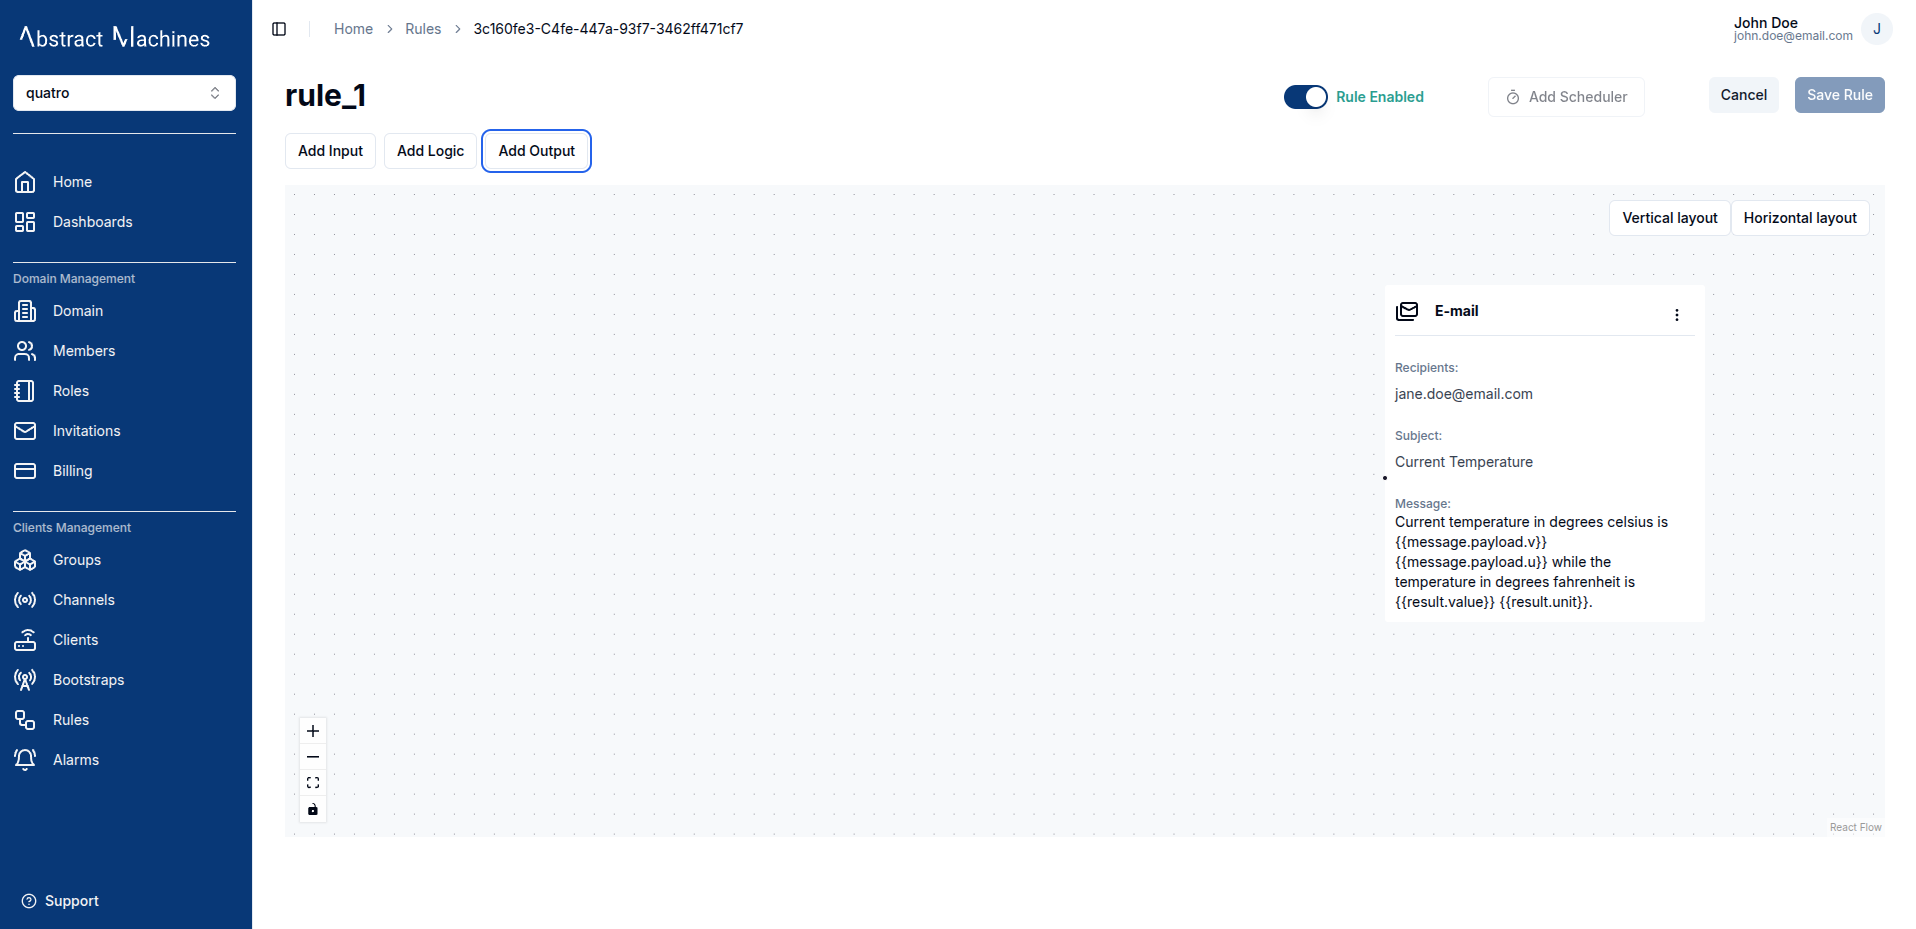 Abstract Machines
quatro
Home
Dashboards
Domain Management
Domain
Members
Roles
Invitations
Billing
Clients Management
Groups
Channels
Clients
Bootstraps
Rules
Alarms
Support
Home > Rules > 3c160fe3-C4fe-447a-93f7-3462ff471cf7
John Doe
john.doe@email.com
J
rule_1
Rule Enabled
Add Scheduler
Cancel
Save Rule
Add Input
Add Logic
Add Output
Vertical layout
Horizontal layout
E-mail
Recipients:
jane.doe@email.com
Subject:
Current Temperature
Message:
Current temperature in degrees celsius is
{{message.payload.v}}
{{message.payload.u}} while the
temperature in degrees fahrenheit is
{{result.value}} {{result.unit}}.
React Flow